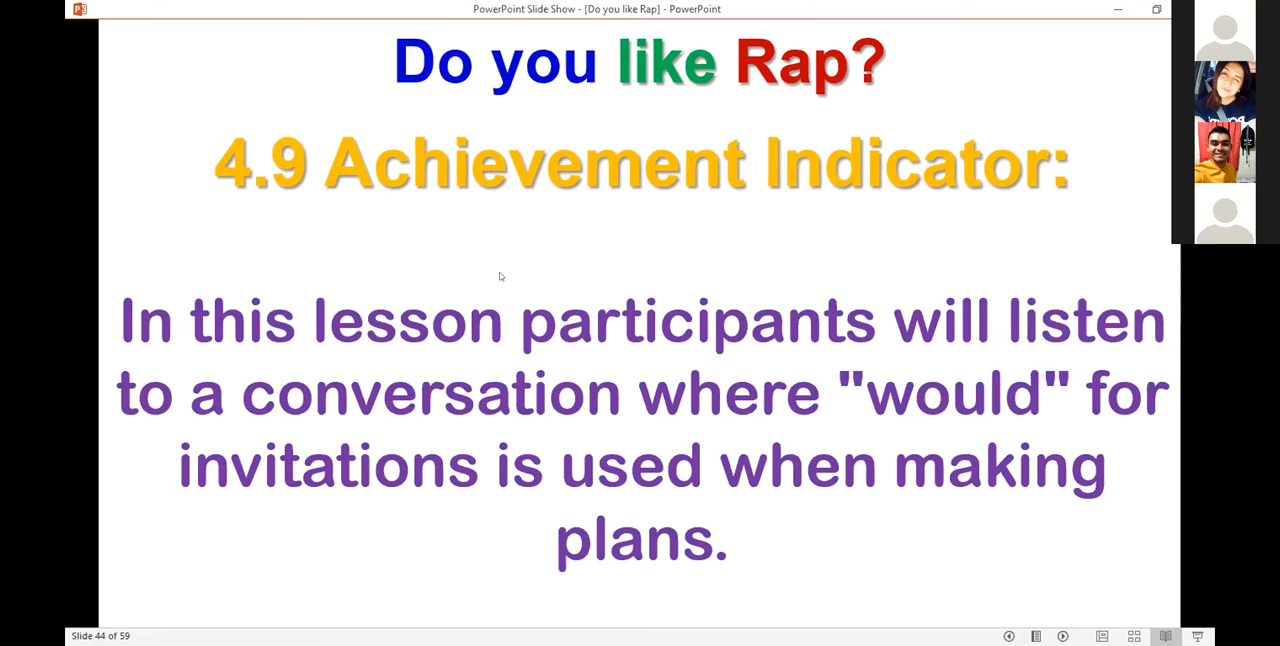 PowerPoint Slide Show - [Do you like Rap] - PowerPoint
Do you like Rap?
4.9 Achievement Indicator:
In this lesson participants will listen
to a conversation where "would" for
invitations is used when making
plans.
Slide 44 of 59